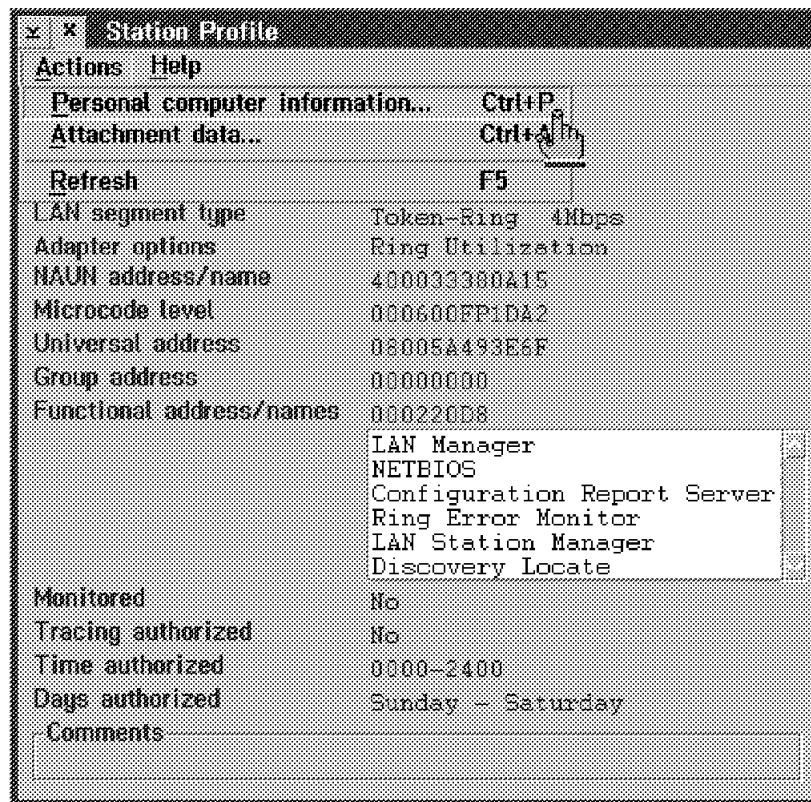 Station Profile
Actions Help
Personal computer information... Ctrl+P
Attachment data... Ctrl+A
Refresh F5
LAN segment type Token-Ring 4Mbps
Adapter options Ring Utilization
NAUN address/name 400033380A15
Microcode level 000600FP1DA2
Universal address 08005A493E6F
Group address 00000000
Functional address/names 000220D8
LAN Manager
NETBIOS
Configuration Report Server
Ring Error Monitor
LAN Station Manager
Discovery Locate
Monitored No
Tracing authorized No
Time authorized 0000-2400
Days authorized Sunday - Saturday
Comments